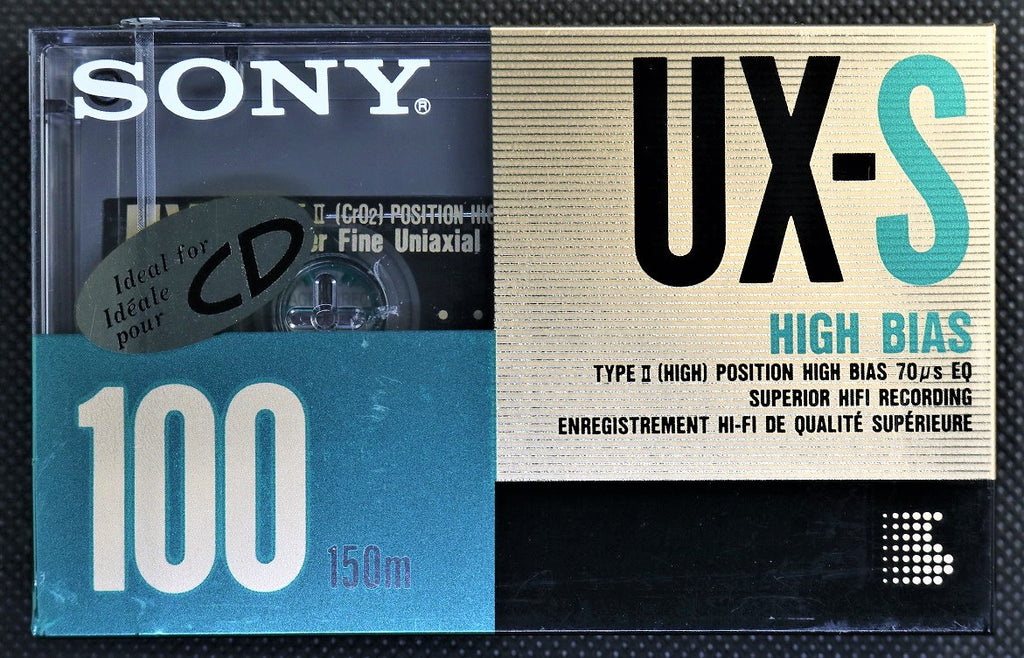 SONY®
UX-S
II (CrO2) POSITION
Fine Uniaxial
Ideal for
Idéale
pour
CD
HIGH BIAS
TYPE II (HIGH) POSITION HIGH BIAS 70µs EQ
SUPERIOR HIFI RECORDING
ENREGISTREMENT HI-FI DE QUALITÉ SUPÉRIEURE
100
150m